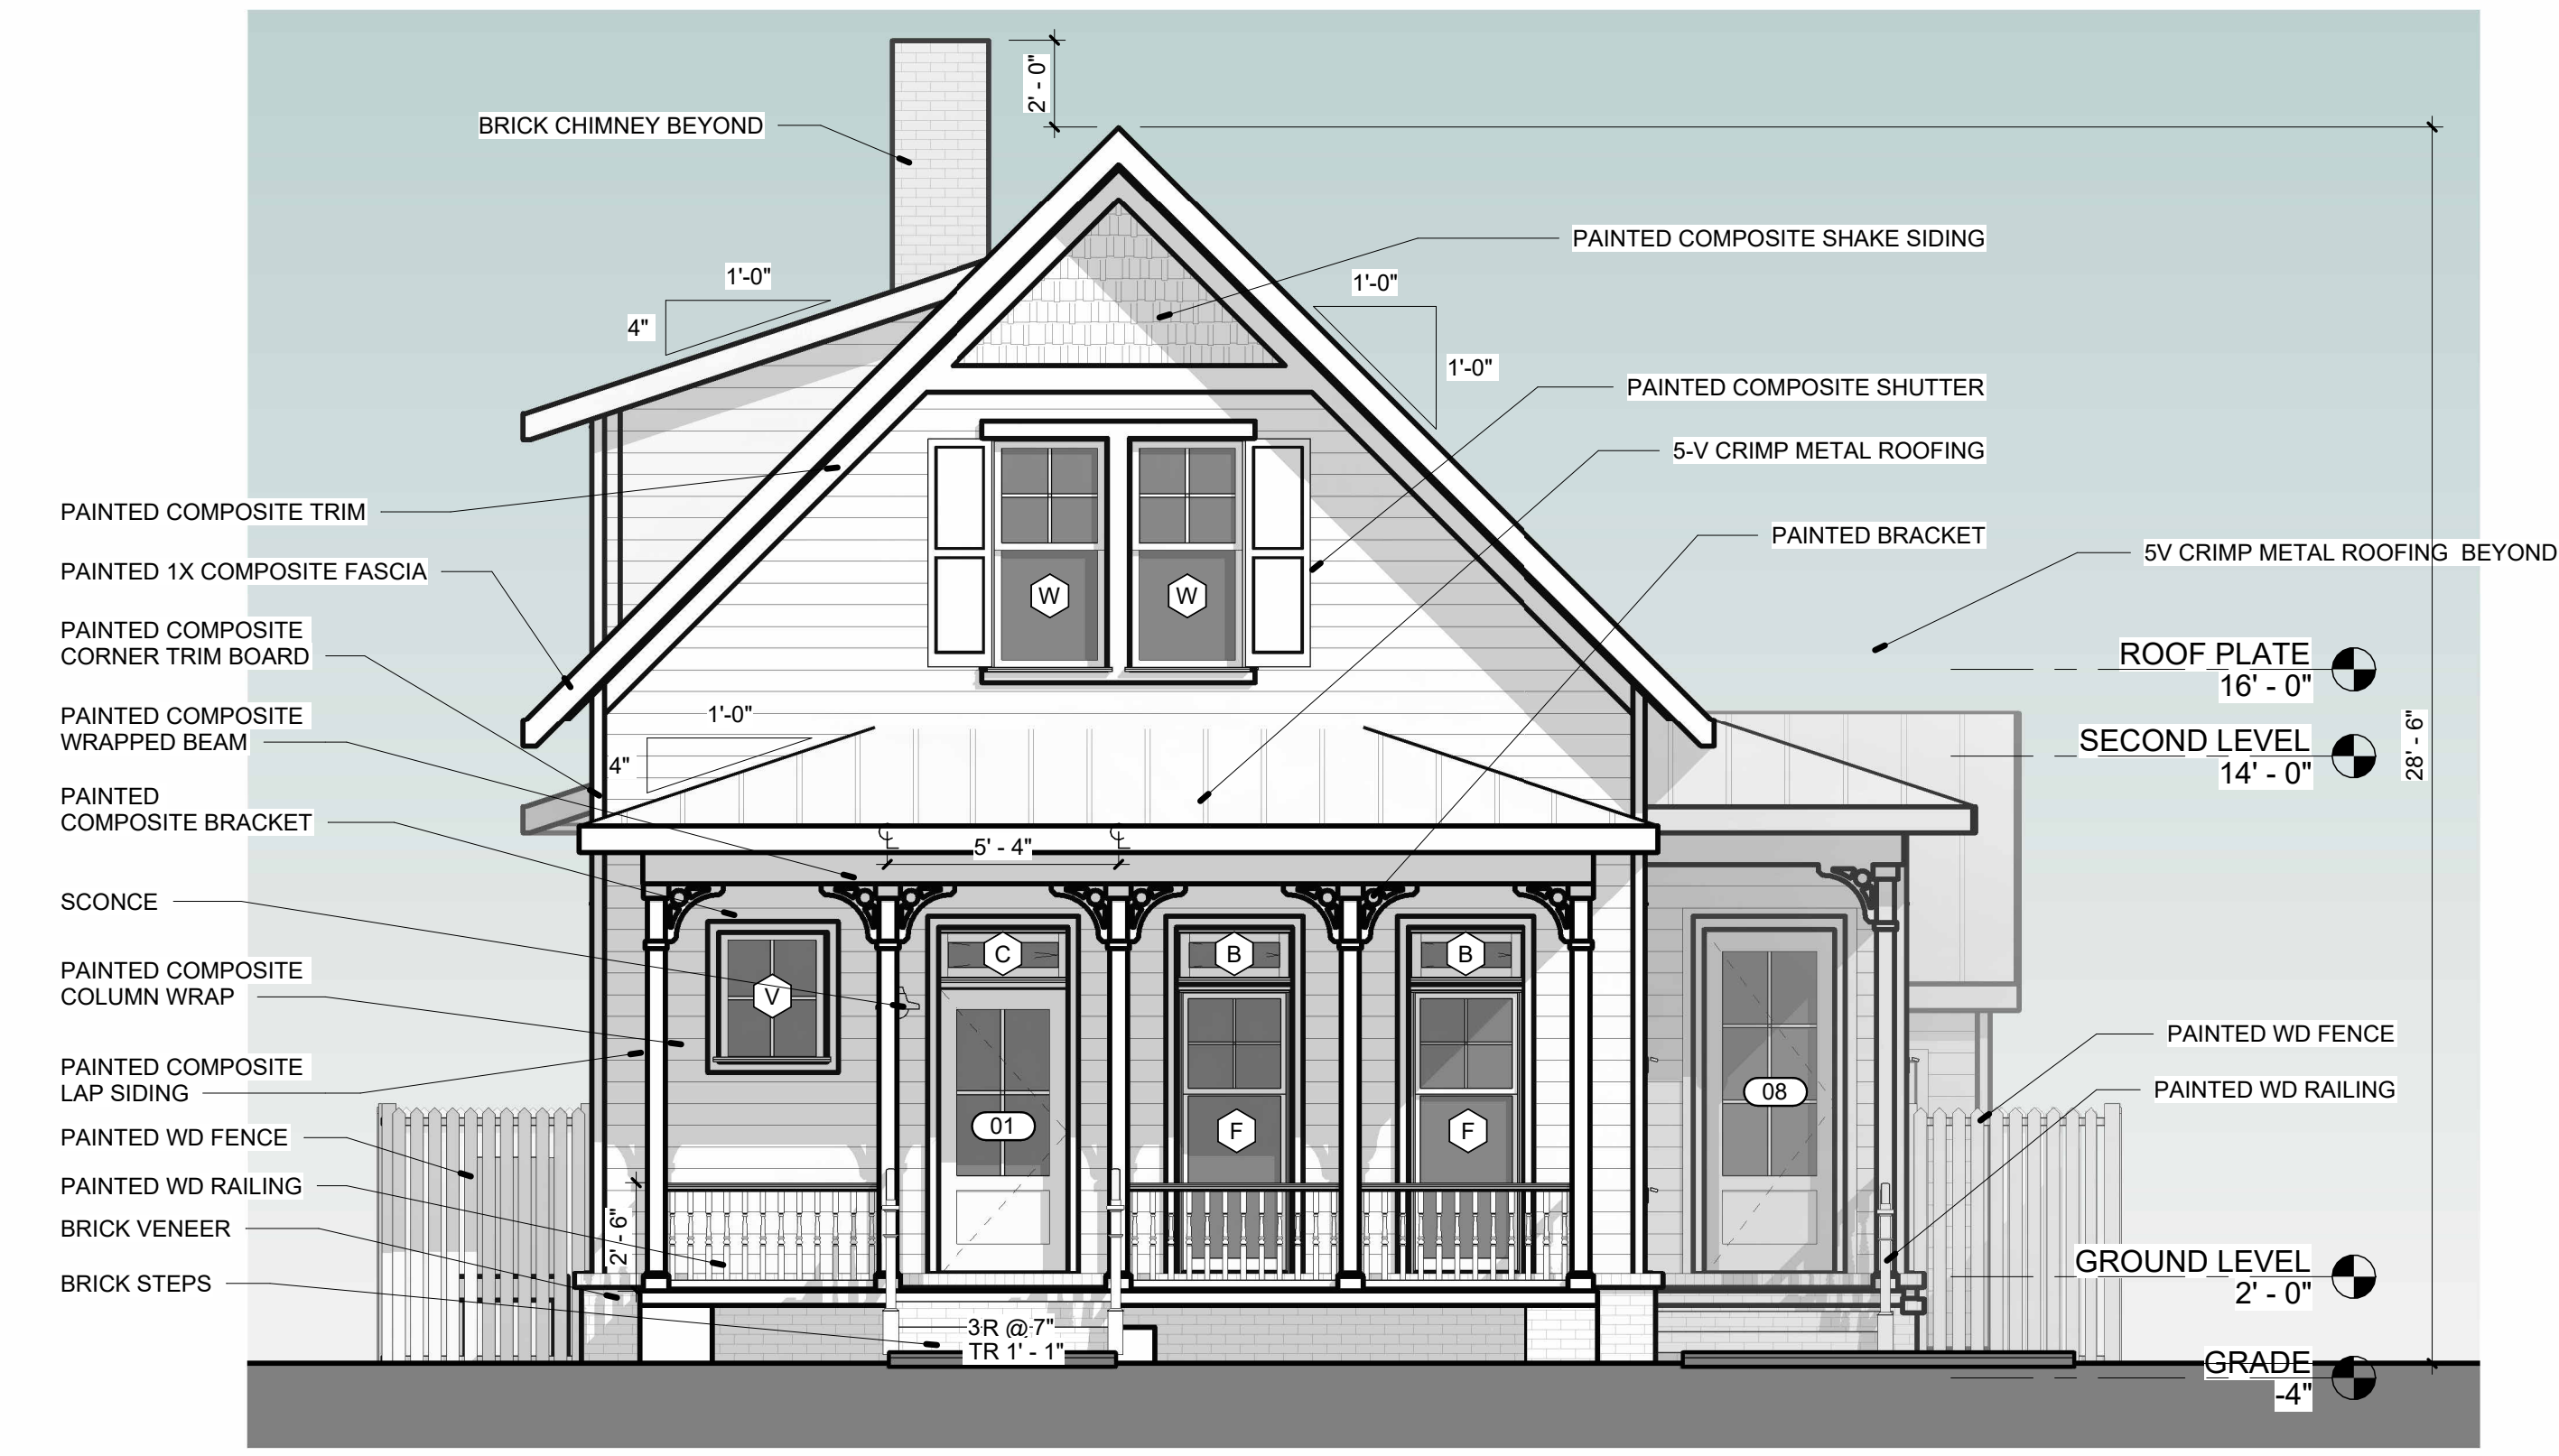 2' - 0"
BRICK CHIMNEY BEYOND
PAINTED COMPOSITE SHAKE SIDING
1'-0"
4"
1'-0"
1'-0"
PAINTED COMPOSITE SHUTTER
5-V CRIMP METAL ROOFING
PAINTED COMPOSITE TRIM
PAINTED BRACKET
5V CRIMP METAL ROOFING BEYOND
PAINTED 1X COMPOSITE FASCIA
W
W
PAINTED COMPOSITE
CORNER TRIM BOARD
ROOF PLATE
16' - 0"
PAINTED COMPOSITE
WRAPPED BEAM
1'-0"
4"
SECOND LEVEL
14' - 0"
28' - 6"
PAINTED
COMPOSITE BRACKET
5' - 4"
SCONCE
C
B
B
PAINTED COMPOSITE
COLUMN WRAP
V
PAINTED WD FENCE
PAINTED COMPOSITE
LAP SIDING
08
PAINTED WD RAILING
01
F
F
PAINTED WD FENCE
PAINTED WD RAILING
BRICK VENEER
2' - 6"
GROUND LEVEL
2' - 0"
BRICK STEPS
3R @ 7"
TR 1' - 1"
GRADE
-4"